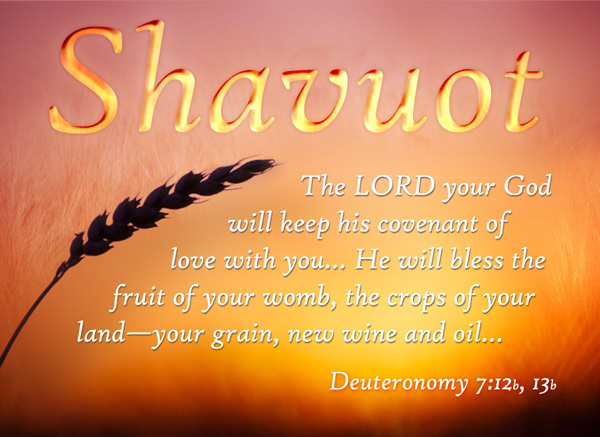 Shavuot
The LORD your God
will keep his covenant of
love with you... He will bless the
fruit of your womb, the crops of your
land—your grain, new wine and oil...
Deuteronomy 7:12b, 13b